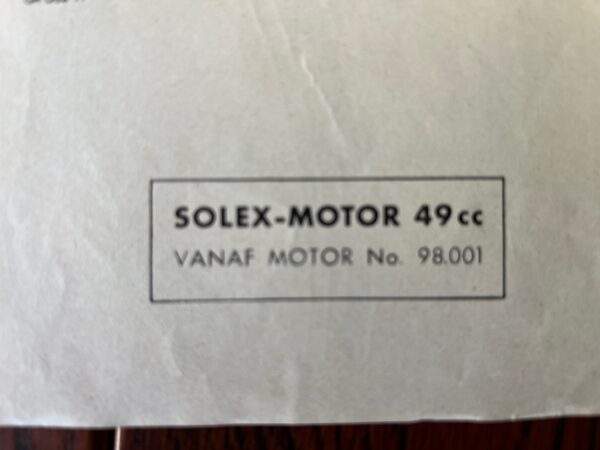 SOLEX-MOTOR 49cc
VANAF MOTOR No. 98.001